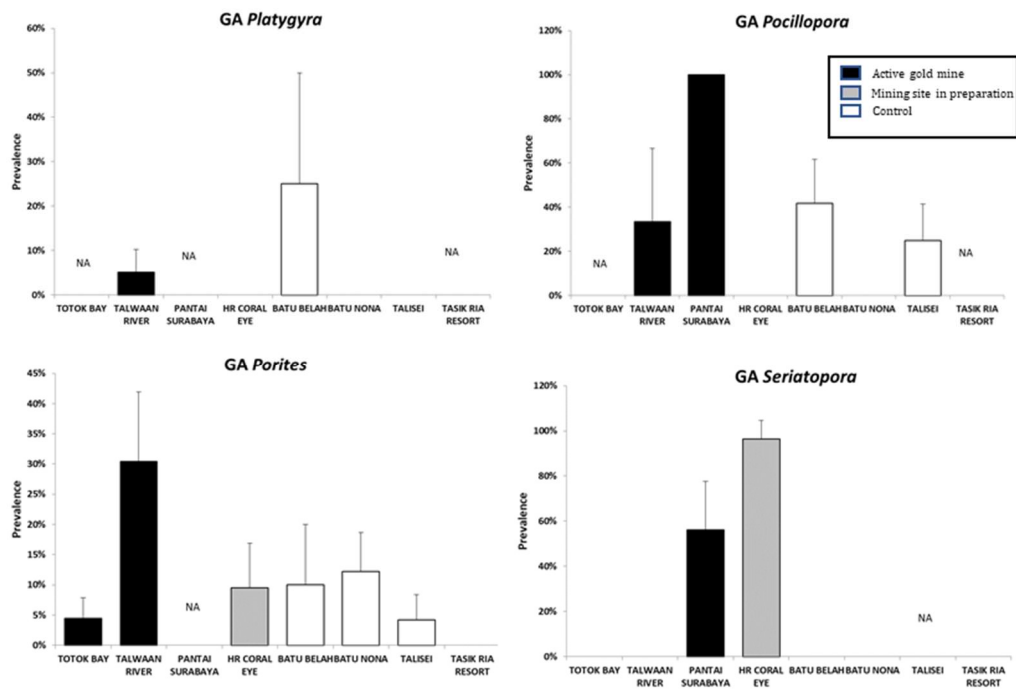 GA Platygyra
60%
50%
40%
30%
20%
10%
0%
Prevalence
NA
NA
NA
TOTOK BAY TALWAAN RIVER PANTAI SURABAYA HR CORAL EYE BATU BELAH BATU NONA TALISEI TASIK RIA RESORT
GA Pocillopora
120%
100%
80%
60%
40%
20%
0%
Prevalence
Active gold mine
Mining site in preparation
Control
NA
NA
TOTOK BAY TALWAAN RIVER PANTAI SURABAYA HR CORAL EYE BATU BELAH BATU NONA TALISEI TASIK RIA RESORT
GA Porites
45%
40%
35%
30%
25%
20%
15%
10%
5%
0%
Prevalence
NA
TOTOK BAY TALWAAN RIVER PANTAI SURABAYA HR CORAL EYE BATU BELAH BATU NONA TALISEI TASIK RIA RESORT
GA Seriatopora
120%
100%
80%
60%
40%
20%
0%
Prevalence
NA
TOTOK BAY TALWAAN RIVER PANTAI SURABAYA HR CORAL EYE BATU BELAH BATU NONA TALISEI TASIK RIA RESORT